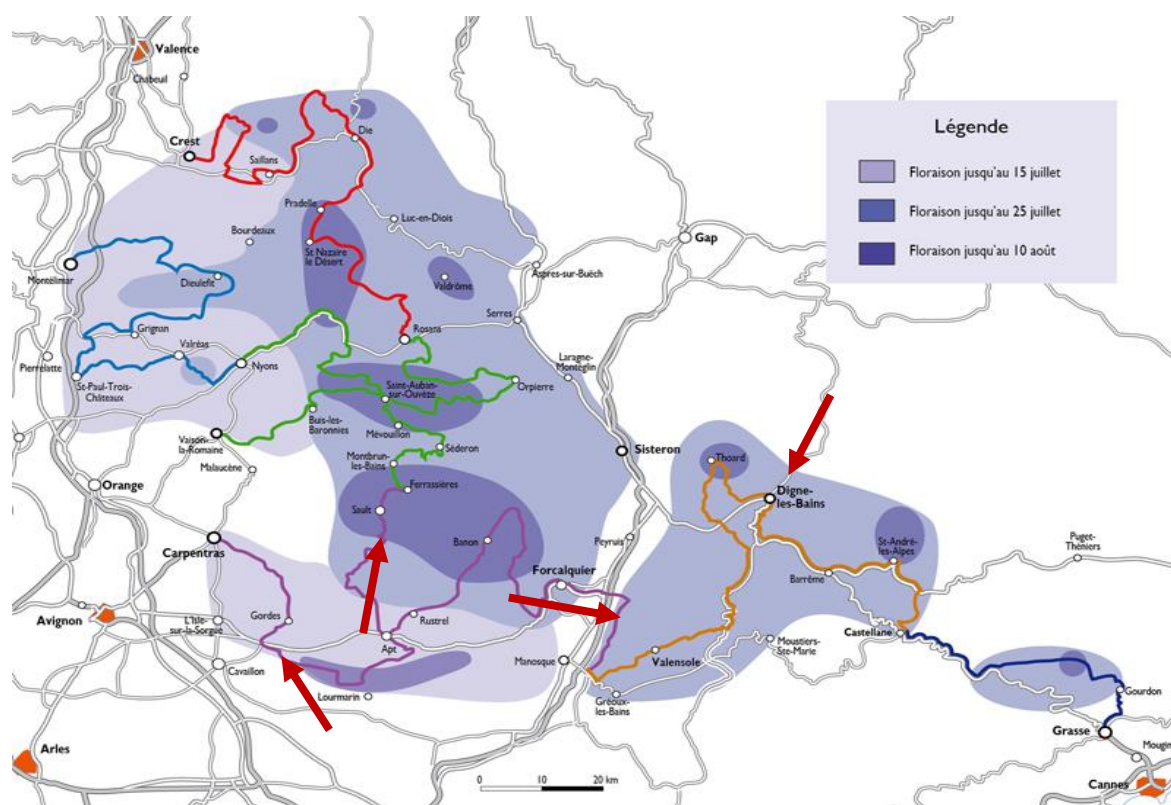 Valence
Chabeuil
Légende
Floraison jusqu'au 15 juillet
Floraison jusqu'au 25 juillet
Floraison jusqu'au 10 août
Crest
Die
Saillans
Pradelle
Luc-en-Diois
Bourdeaux
Gap
St Nazaire
le Désert
Aspres-sur-Buëch
Montélimar
Dieulefit
Valdrôme
Serres
Grignan
Rosans
Valréas
Pierrelatte
Nyons
Laragne-
Montéglin
St-Paul-Trois-
Châteaux
Saint-Auban-
sur-Ouvèze
Orpierre
Buis-les-
Baronnies
Mévouillon
Vaison-
la-Romaine
Séderon
Sisteron
Malaucène
Montbrun-
les-Bains
Thoard
Orange
Ferrassières
Digne-
les-Bains
Sault
Carpentras
Banon
Peyruis
St-André-
les-Alpes
Puget-
Théniers
Forcalquier
Barrême
Avignon
L'Isle-
sur-la-Sorgue
Gordes
Rustrel
Castellane
Apt
Moustiers-
Ste-Marie
Cavaillon
Manosque
Valensole
Lourmarin
Gréoux-
les-Bains
Gourdon
Grasse
Arles
Mougin
0 10 20 km
Cannes